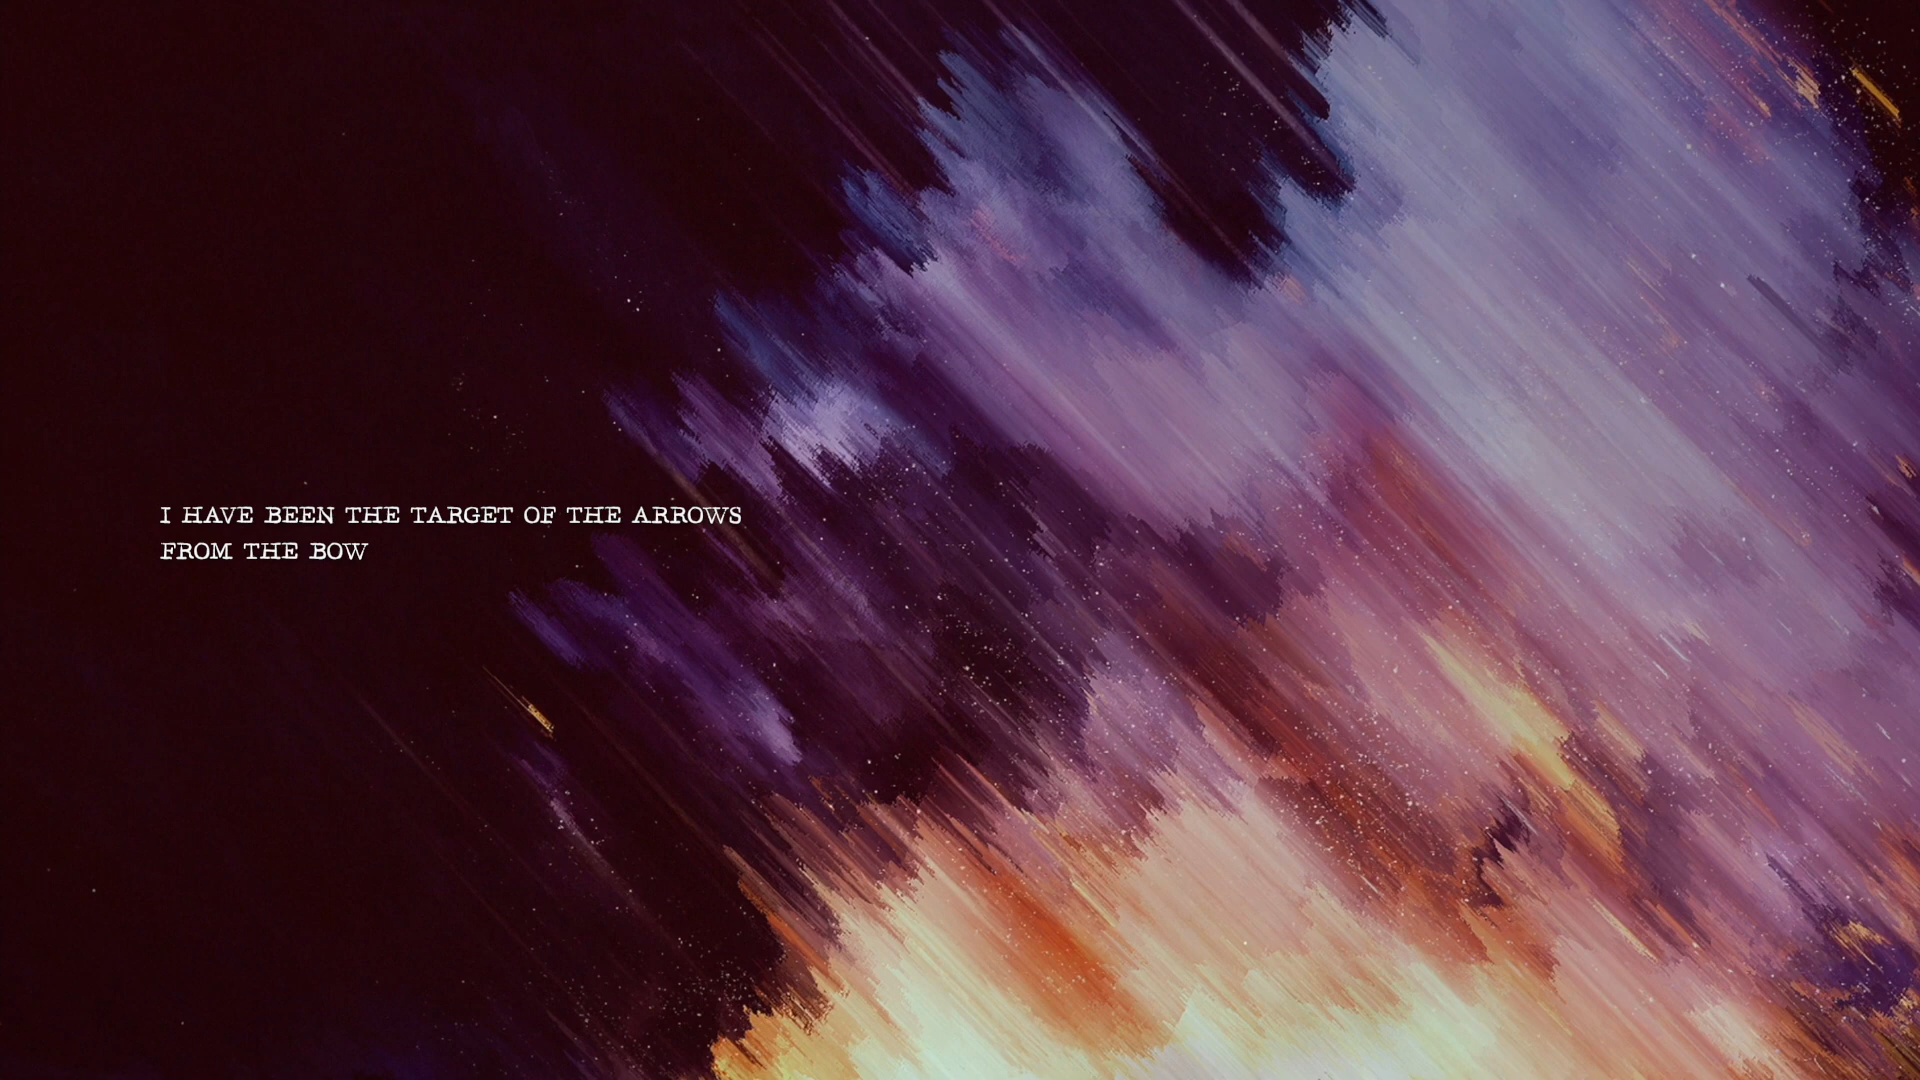 I HAVE BEEN THE TARGET OF THE ARROWS
FROM THE BOW